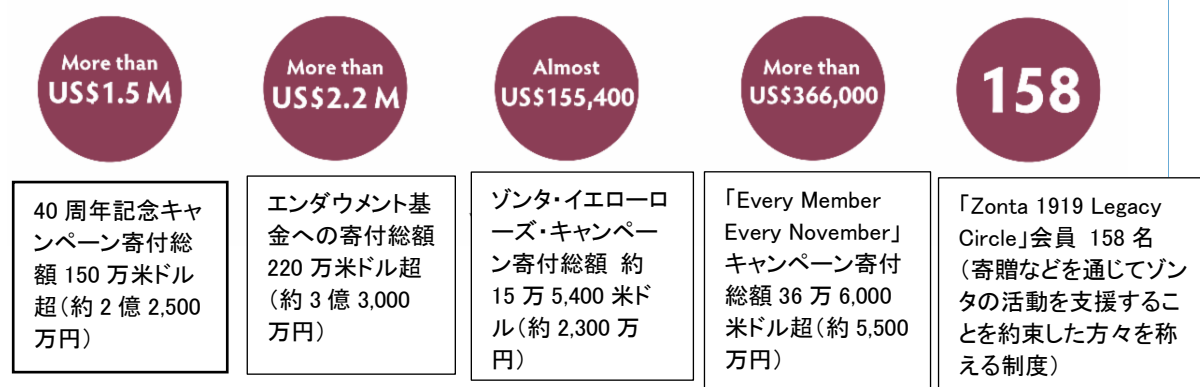 More than
US$1.5 M
More than
US$2.2 M
Almost
US$155,400
More than
US$366,000
158
40 周年記念キャ
ンペーン寄付総
額 150 万米ドル
超(約 2 億 2,500
万円)
エンダウメント基
金への寄付総額
220 万米ドル超
(約 3 億 3,000
万円)
ゾンタ・イエローロ
ーズ・キャンペー
ン寄付総額 約
15 万 5,400 米ド
ル(約 2,300 万
円)
「Every Member
Every November」
キャンペーン寄付
総額 36 万 6,000
米ドル超(約 5,500
万円)
「Zonta 1919 Legacy
Circle」会員 158 名
(寄贈などを通じてゾン
タの活動を支援するこ
とを約束した方々を称
える制度)